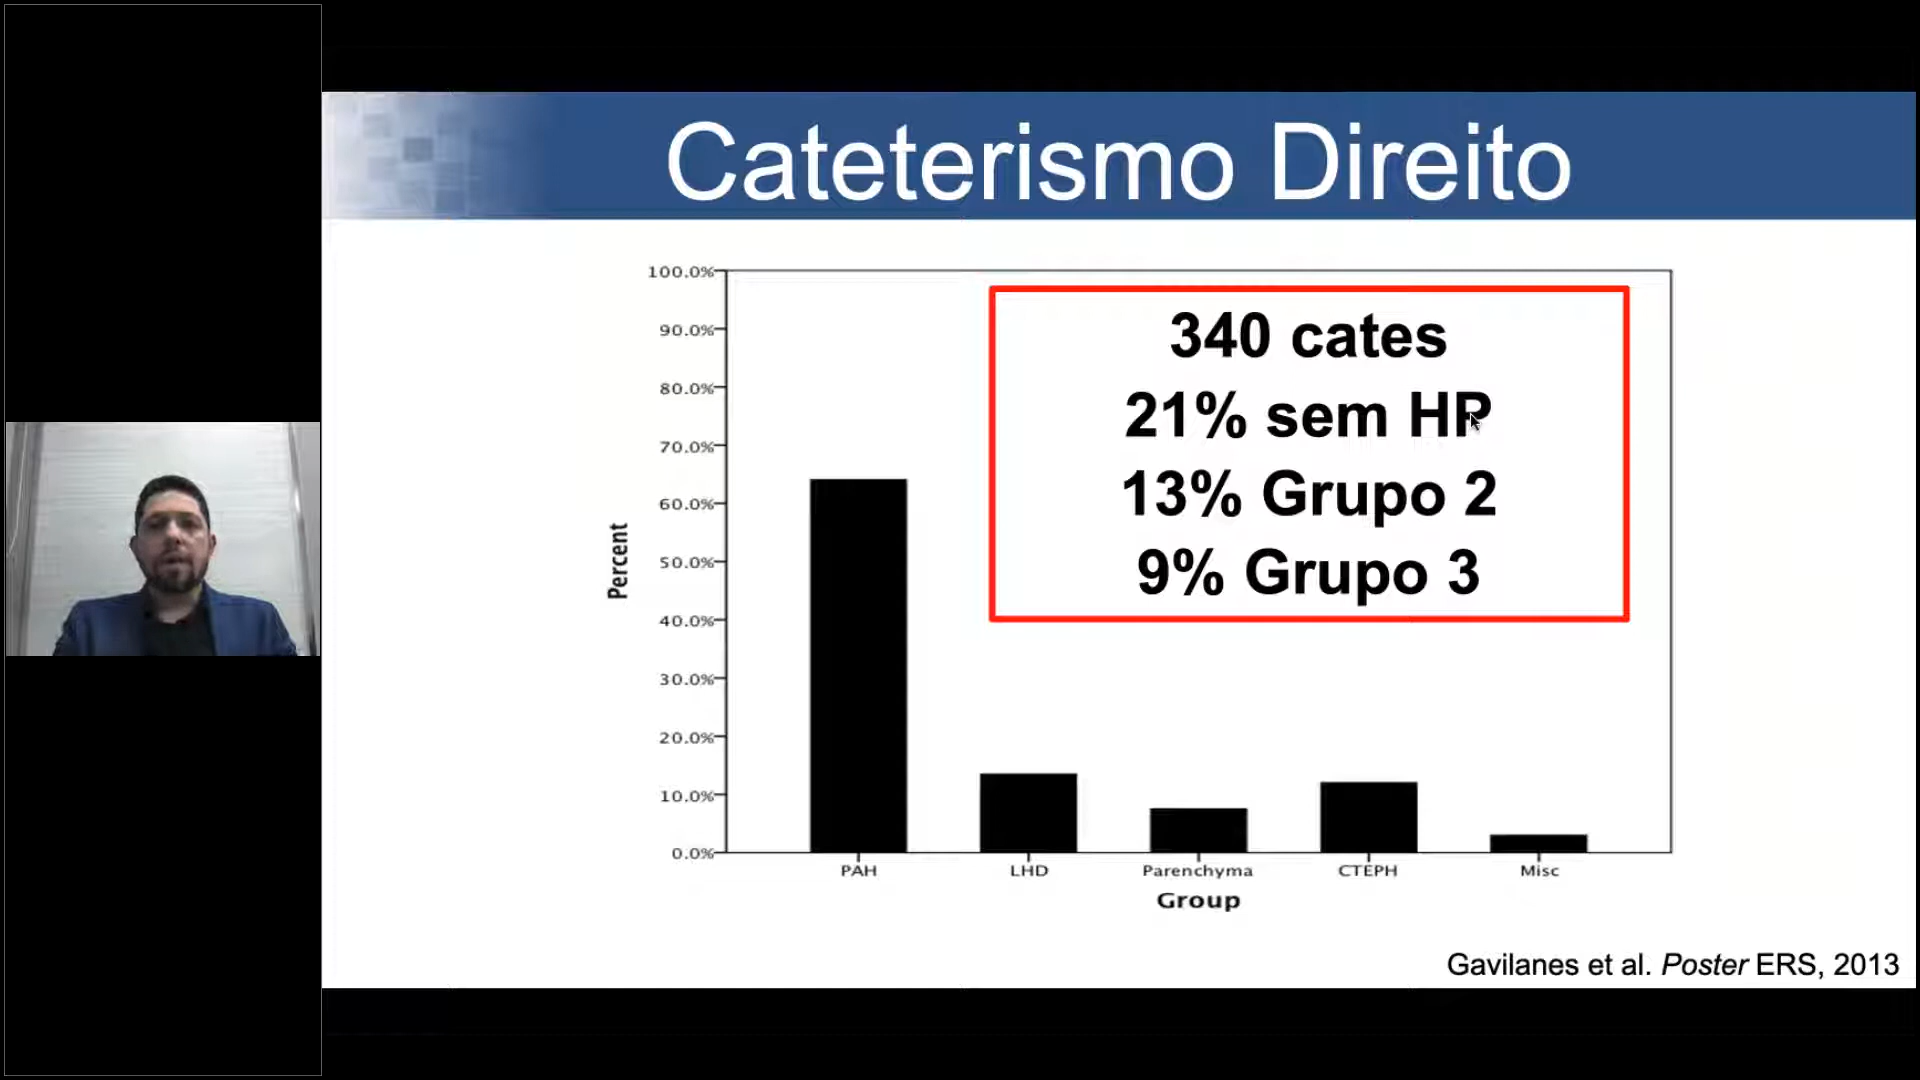 Cateterismo Direito
100.0%
90.0%
80.0%
70.0%
60.0%
50.0%
40.0%
30.0%
20.0%
10.0%
0.0%
Percent
340 cates
21% sem HP
13% Grupo 2
9% Grupo 3
PAH LHD Parenchyma CTEPH Misc
Group
Gavilanes et al. Poster ERS, 2013